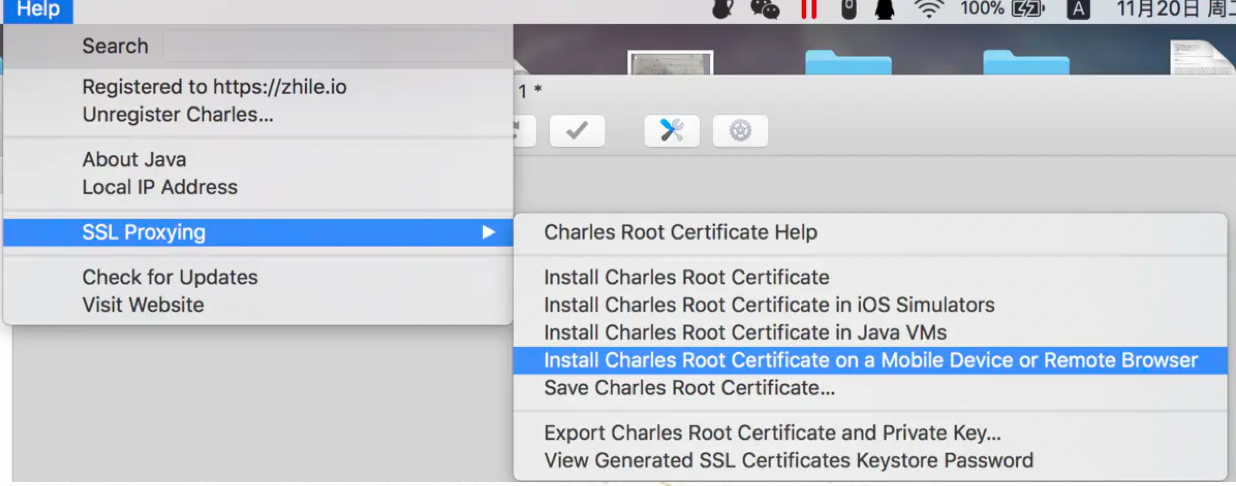 Help
100%
A
11月20日 周二
Search
Registered to https://zhile.io
Unregister Charles...
1 *
About Java
Local IP Address
SSL Proxying
Charles Root Certificate Help
Check for Updates
Install Charles Root Certificate
Visit Website
Install Charles Root Certificate in iOS Simulators
Install Charles Root Certificate in Java VMs
Install Charles Root Certificate on a Mobile Device or Remote Browser
Save Charles Root Certificate...
Export Charles Root Certificate and Private Key...
View Generated SSL Certificates Keystore Password